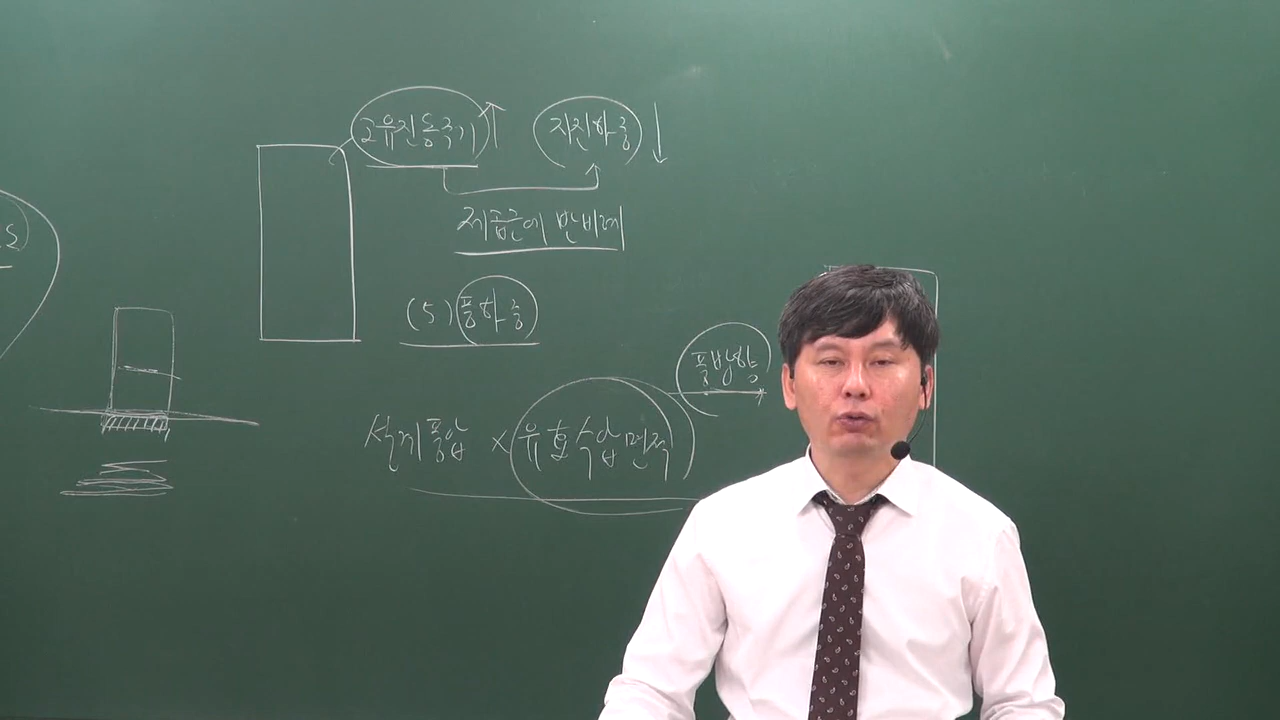 고유진동주기↑ 지진하중↓
제곱근에 반비례
(5) 풍하중
풍방향
설계풍압 × 유효수압면적